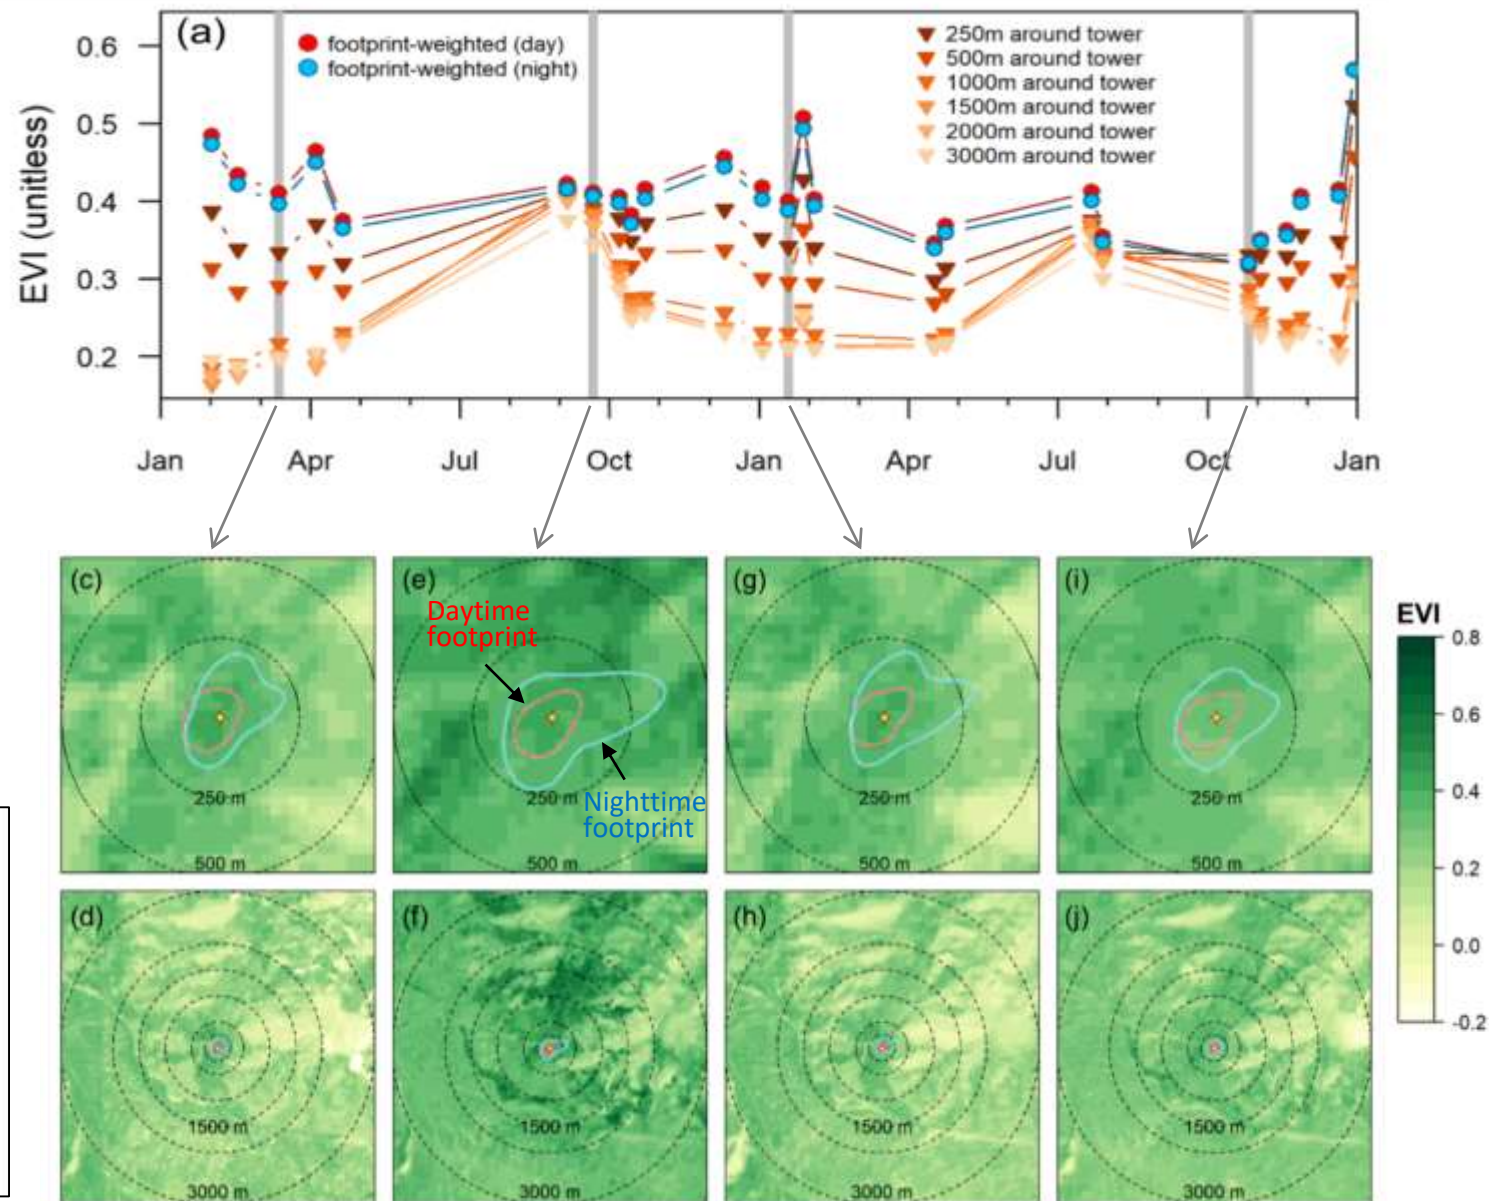 (a)
footprint-weighted (day)
footprint-weighted (night)
250m around tower
500m around tower
1000m around tower
1500m around tower
2000m around tower
3000m around tower
EVI (unitless)
0.6
0.5
0.4
0.3
0.2
Jan Apr Jul Oct Jan Apr Jul Oct Jan
(c) (e) (g) (i)
Daytime
footprint
Nighttime
footprint
250 m 250 m 250 m 250 m
500 m 500 m 500 m 500 m
EVI
0.8
0.6
0.4
0.2
0.0
-0.2
(d) (f) (h) (j)
1500 m 1500 m 1500 m 1500 m
3000 m 3000 m 3000 m 3000 m